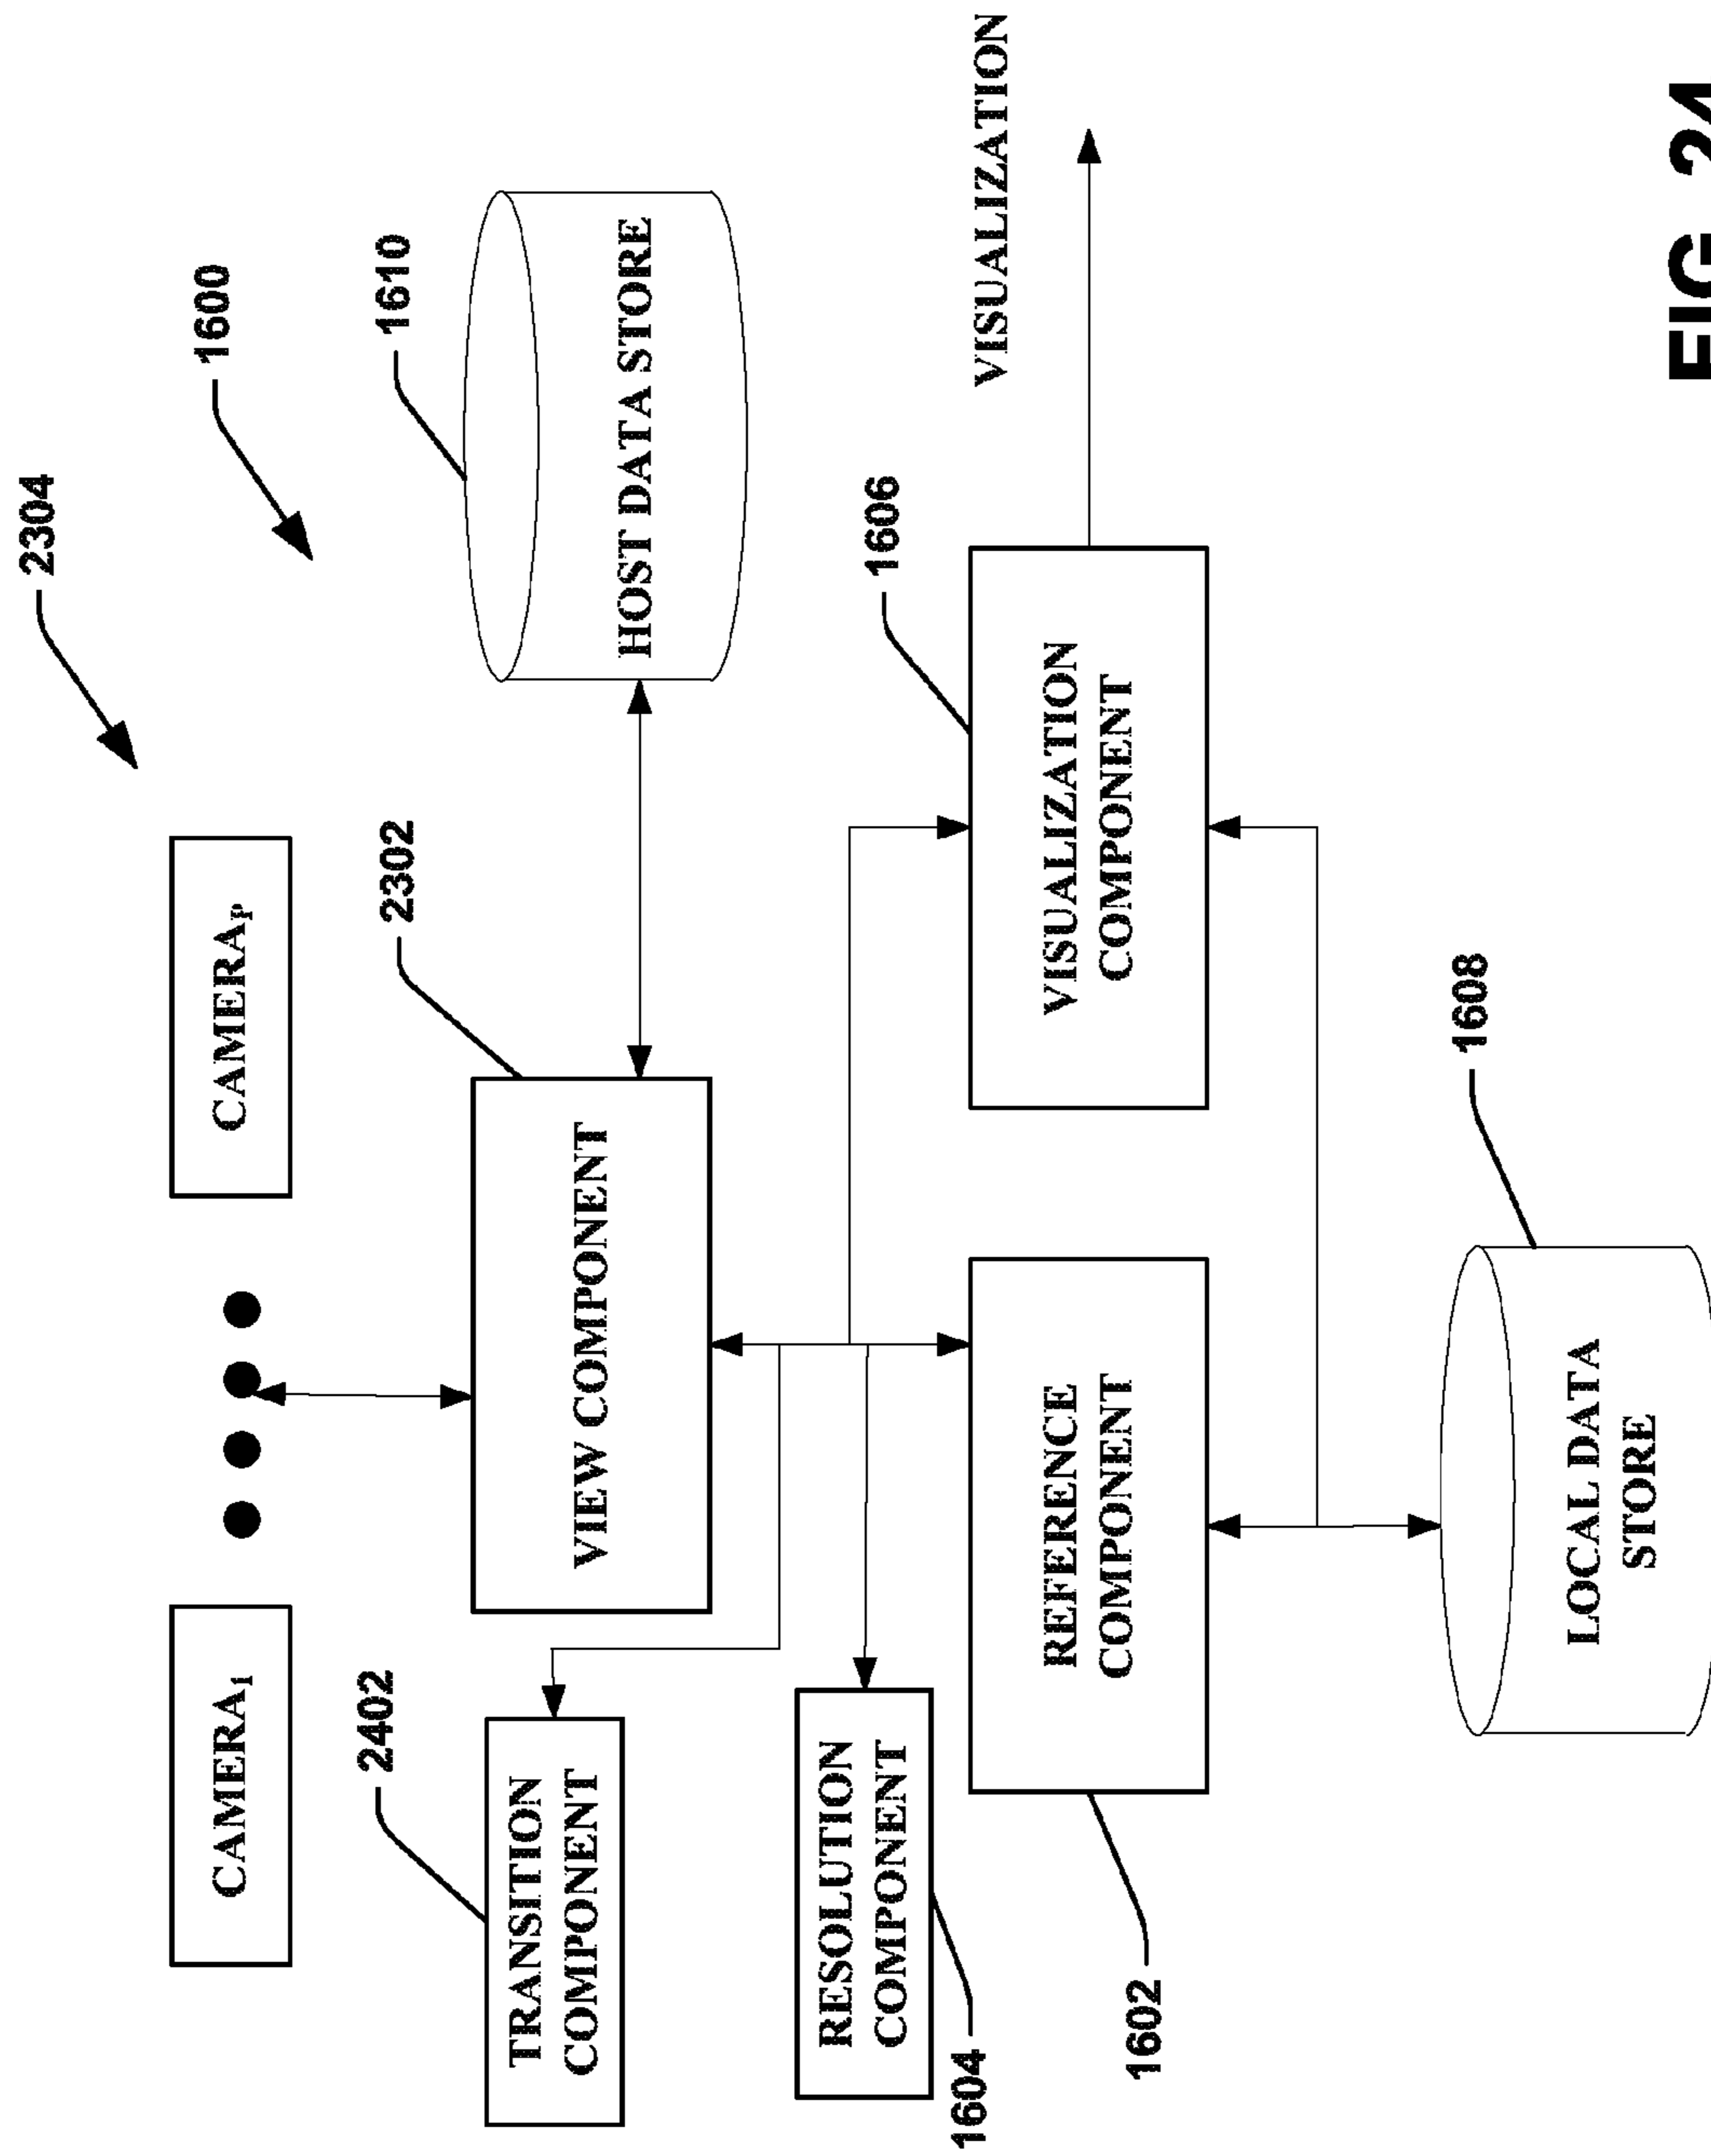 2304
1600
CAMERA1
CAMERAP
2402
2302
1610
TRANSITION
COMPONENT
VIEW COMPONENT
HOST DATA STORE
RESOLUTION
COMPONENT
1604
1606
REFERENCE
COMPONENT
VISUALIZATION
COMPONENT
VISUALIZATION
1602
1608
LOCAL DATA
STORE
FIG. 24